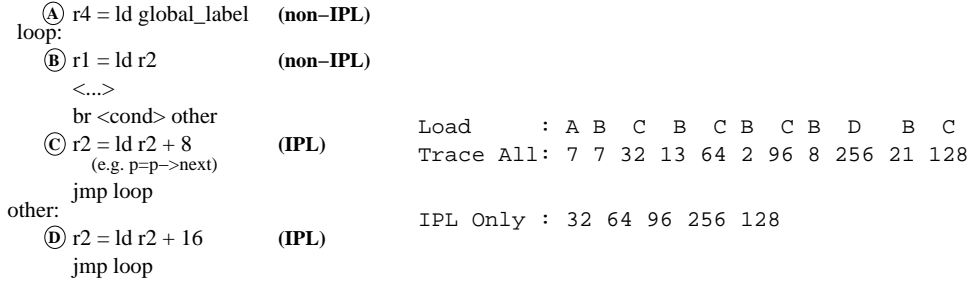 A r4 = ld global_label (non−IPL)
loop:
B r1 = ld r2 (non−IPL)
<...>
br <cond> other
C r2 = ld r2 + 8 (IPL)
(e.g. p=p−>next)
jmp loop
other:
D r2 = ld r2 + 16 (IPL)
jmp loop
Load : A B C B C B C B D B C
Trace All: 7 7 32 13 64 2 96 8 256 21 128
IPL Only : 32 64 96 256 128